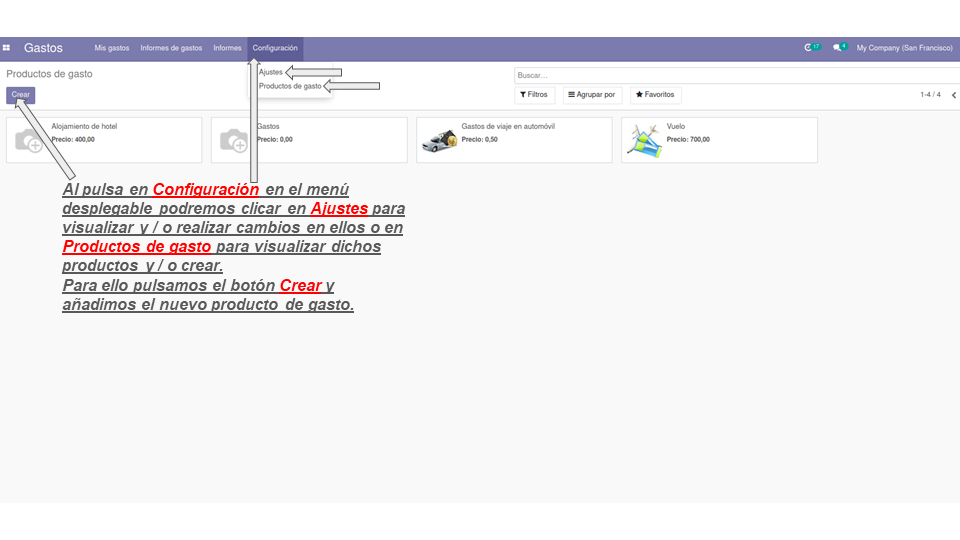 Gastos Mis gastos Informes de gastos Informes Configuración 17 4 My Company (San Francisco)
Productos de gasto
Ajustes
Productos de gasto
Buscar...
Crear
Filtros Agrupar por Favoritos 1-4 / 4
Alojamiento de hotel
Precio: 400,00
Gastos
Precio: 0,00
Gastos de viaje en automóvil
Precio: 0,50
Vuelo
Precio: 700,00
Al pulsa en Configuración en el menú
desplegable podremos clicar en Ajustes para
visualizar y / o realizar cambios en ellos o en
Productos de gasto para visualizar dichos
productos y / o crear.
Para ello pulsamos el botón Crear y
añadimos el nuevo producto de gasto.